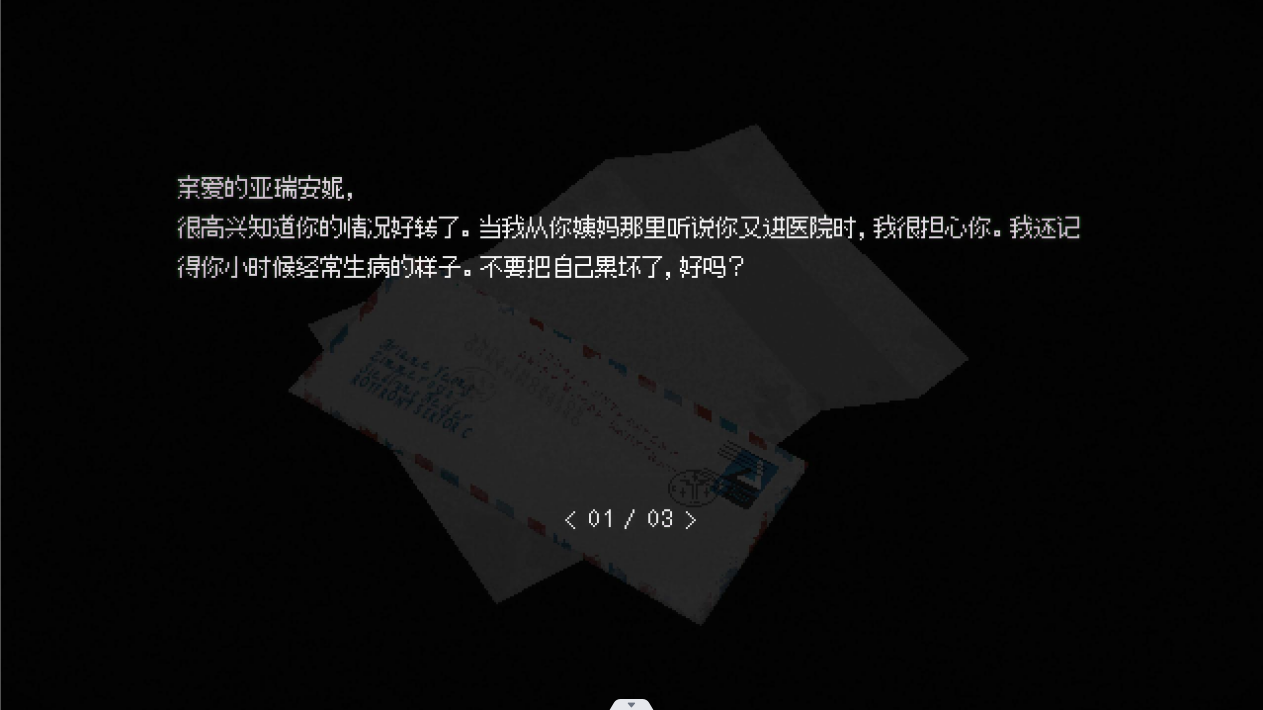 亲爱的亚瑞安妮，
很高兴知道你的情况好转了。当我从你姨妈那里听说你又进医院时，我很担心你。我还记
得你小时候经常生病的样子。不要把自己累坏了，好吗？
ROTFRONT SEKTOR C
< 01 / 03 >